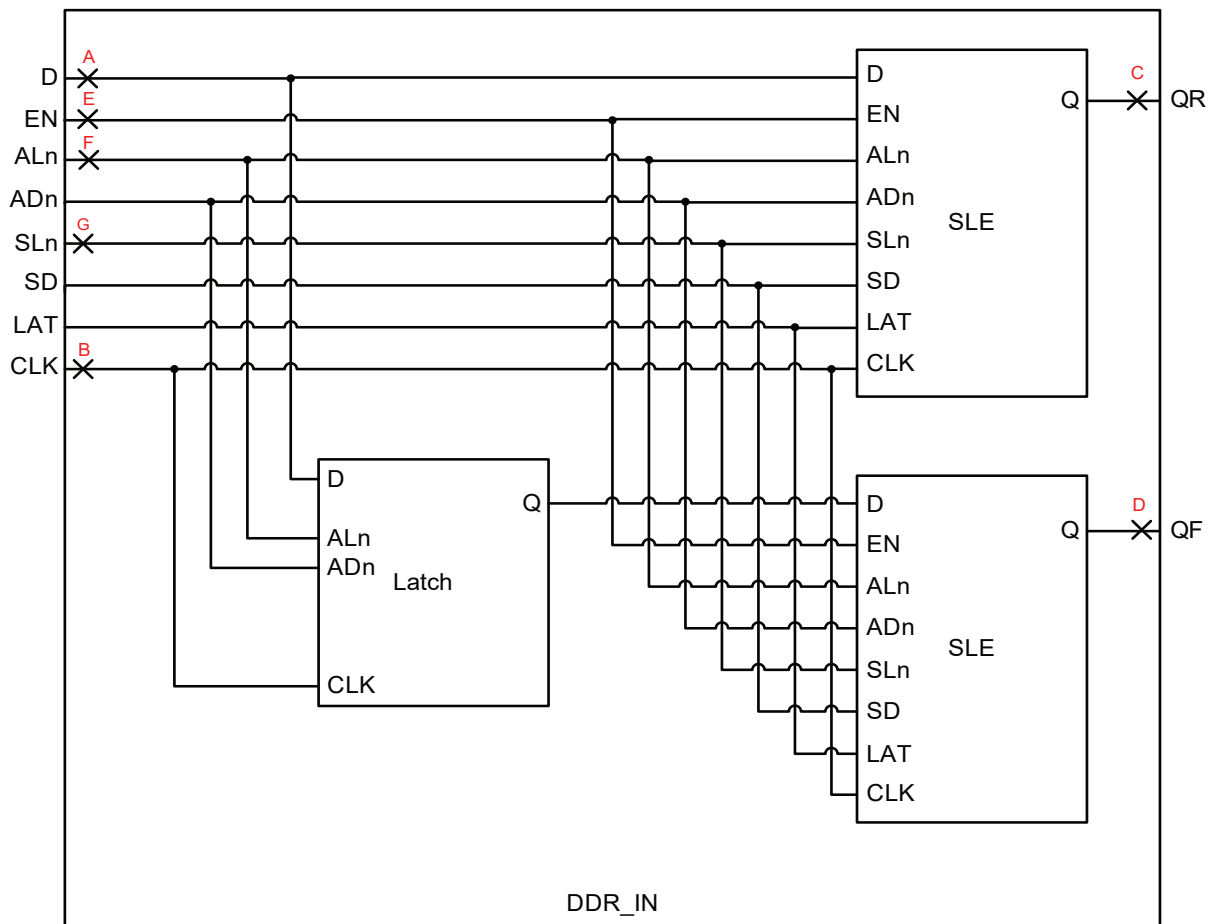 A
D
E
EN
F
ALn
ADn
G
SLn
SD
LAT
B
CLK
D
EN
ALn
ADn
SLn
SD
LAT
CLK
SLE
Q
C
QR
D
ALn
ADn
CLK
Latch
Q
D
EN
ALn
ADn
SLn
SD
LAT
CLK
SLE
Q
D
QF
DDR_IN